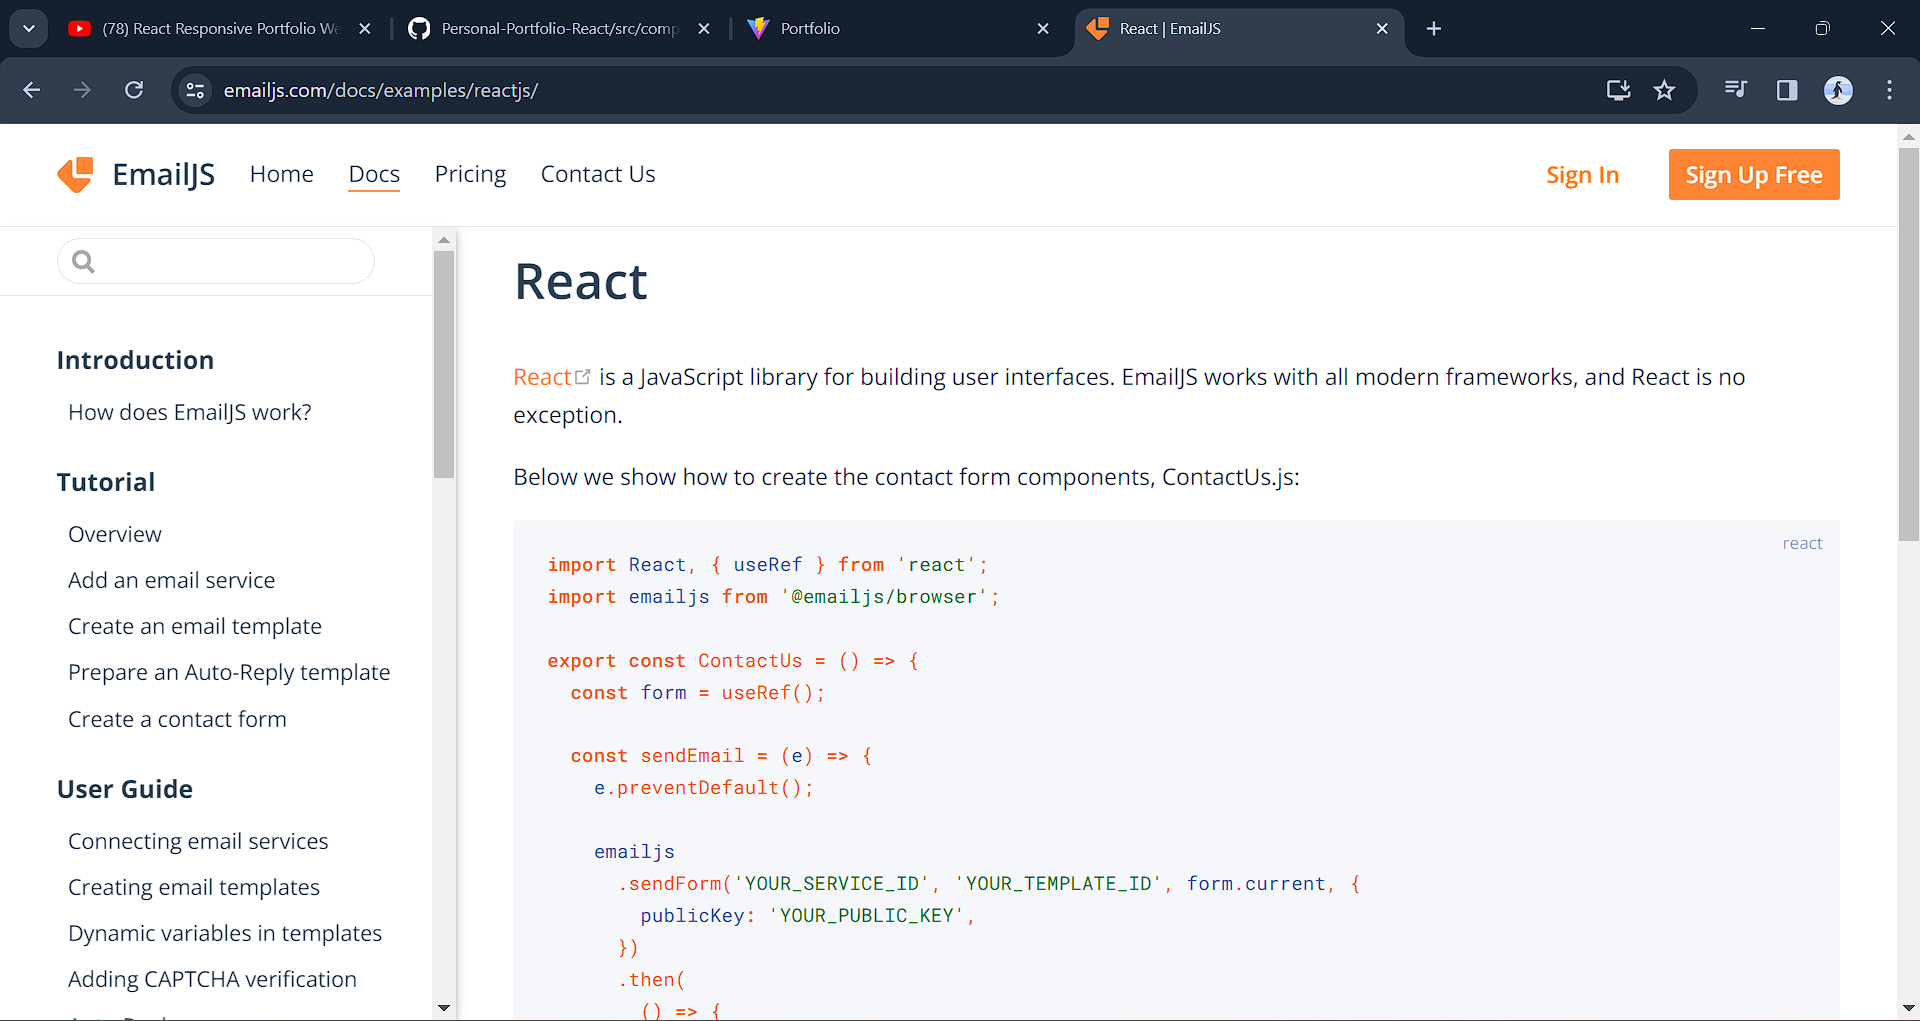 (78) React Responsive Portfolio We
Personal-Portfolio-React/src/comp
Portfolio
React | EmailJS
emailjs.com/docs/examples/reactjs/
EmailJS
Home
Docs
Pricing
Contact Us
Sign In
Sign Up Free
Introduction
How does EmailJS work?
Tutorial
Overview
Add an email service
Create an email template
Prepare an Auto-Reply template
Create a contact form
User Guide
Connecting email services
Creating email templates
Dynamic variables in templates
Adding CAPTCHA verification
React
React is a JavaScript library for building user interfaces. EmailJS works with all modern frameworks, and React is no
exception.
Below we show how to create the contact form components, ContactUs.js:
react
import React, { useRef } from 'react';
import emailjs from '@emailjs/browser';
export const ContactUs = () => {
const form = useRef();
const sendEmail = (e) => {
e.preventDefault();
emailjs
.sendForm('YOUR_SERVICE_ID', 'YOUR_TEMPLATE_ID', form.current, {
publicKey: 'YOUR_PUBLIC_KEY',
})
.then(
() => {